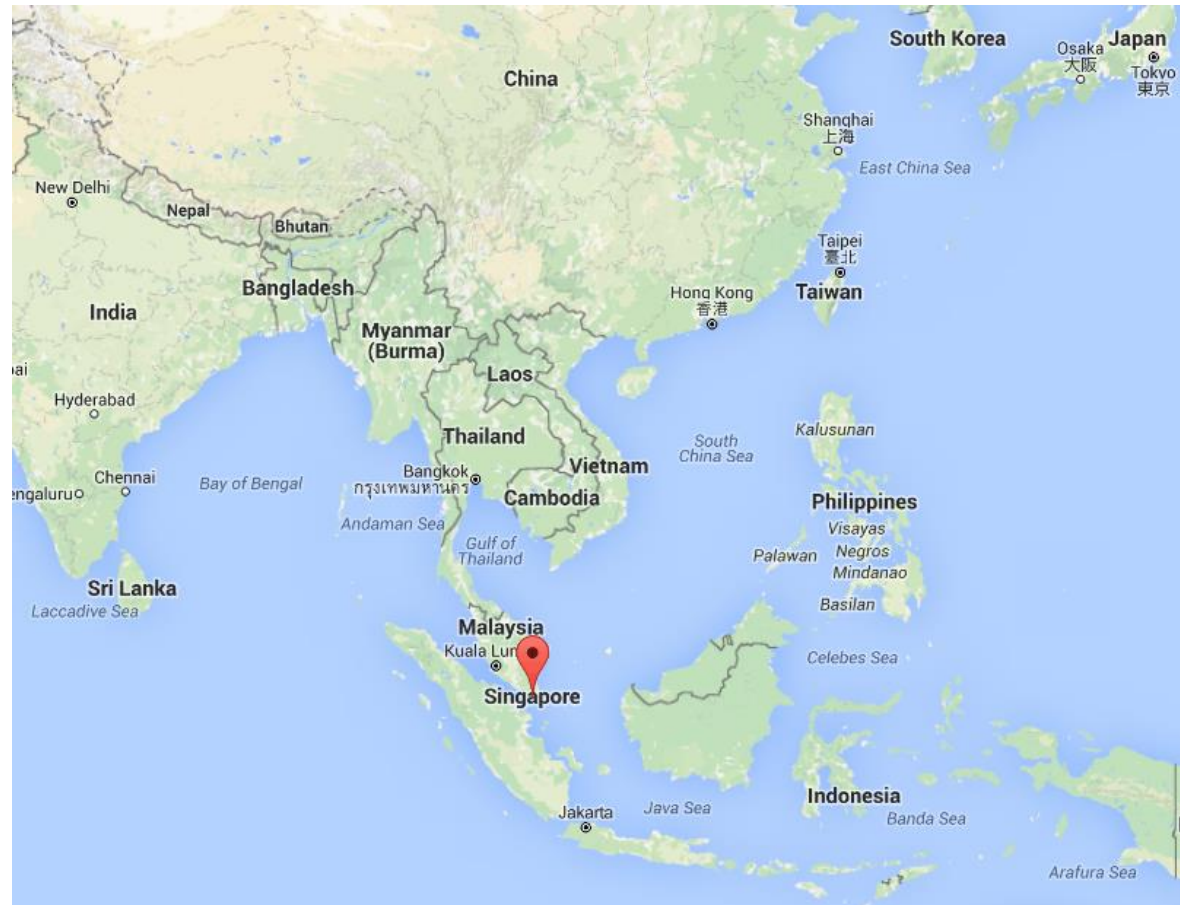 South Korea
Japan
Osaka
大阪
Tokyo
東京
China
Shanghai
上海
East China Sea
New Delhi
Nepal
Bhutan
Taipei
臺北
Bangladesh
Hong Kong
香港
Taiwan
India
Myanmar
(Burma)
Laos
Hyderabad
Kalusunan
Thailand
South
China Sea
Vietnam
Bangkok
กรุงเทพมหานคร
Chennai
Bay of Bengal
engaluru
Cambodia
Philippines
Andaman Sea
Visayas
Gulf of
Thailand
Palawan
Negros
Mindanao
Sri Lanka
Laccadive Sea
Basilan
Malaysia
Kuala Lun
Celebes Sea
Singapore
Indonesia
Jakarta
Java Sea
Banda Sea
Arafura Sea